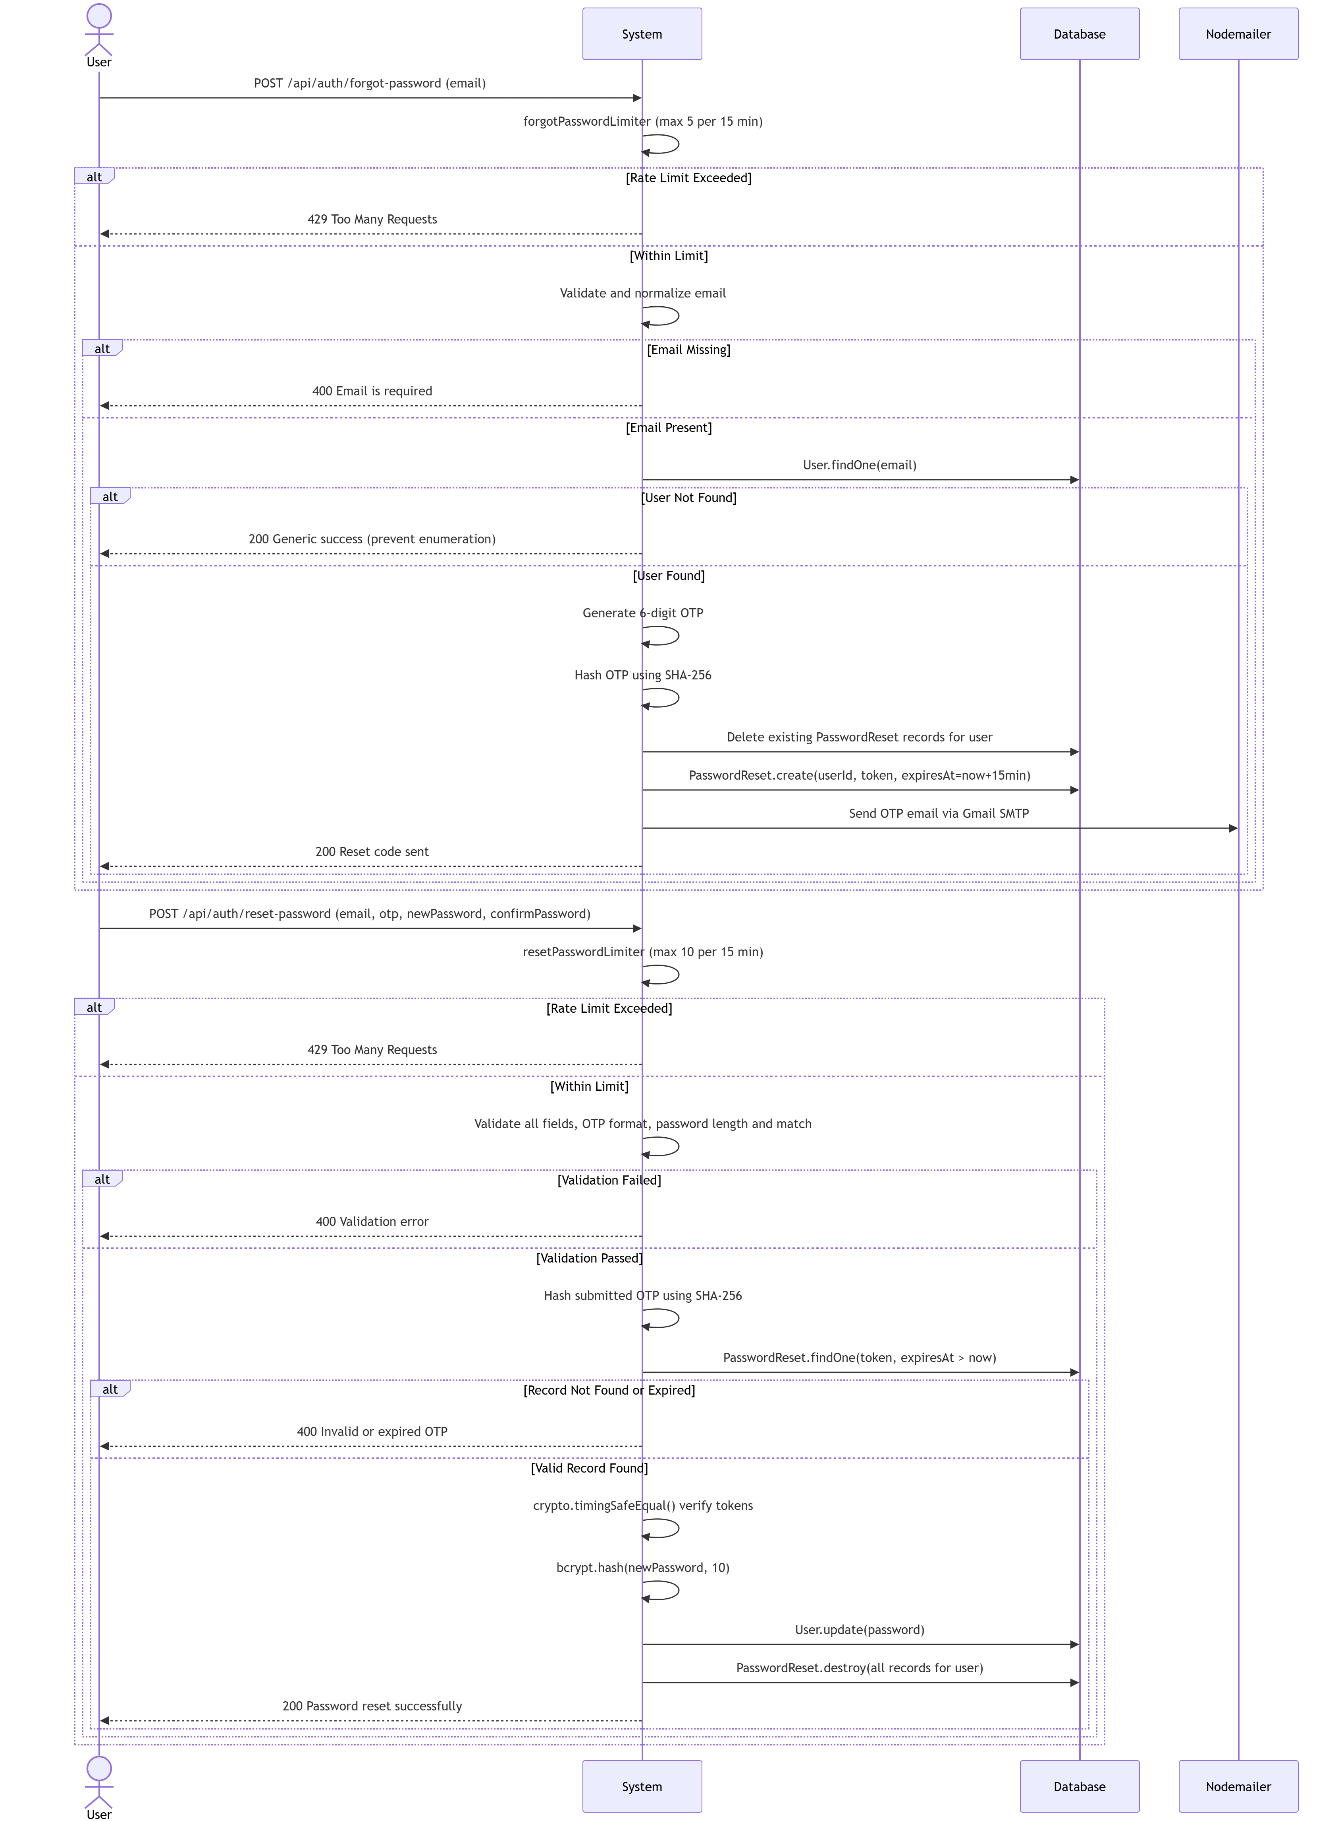 System
Database
Nodemailer
User
POST /api/auth/forgot-password (email)
forgotPasswordLimiter (max 5 per 15 min)
alt
[Rate Limit Exceeded]
429 Too Many Requests
[Within Limit]
Validate and normalize email
alt
[Email Missing]
400 Email is required
[Email Present]
User.findOne(email)
alt
[User Not Found]
200 Generic success (prevent enumeration)
[User Found]
Generate 6-digit OTP
Hash OTP using SHA-256
Delete existing PasswordReset records for user
PasswordReset.create(userId, token, expiresAt=now+15min)
Send OTP email via Gmail SMTP
200 Reset code sent
POST /api/auth/reset-password (email, otp, newPassword, confirmPassword)
resetPasswordLimiter (max 10 per 15 min)
alt
[Rate Limit Exceeded]
429 Too Many Requests
[Within Limit]
Validate all fields, OTP format, password length and match
alt
[Validation Failed]
400 Validation error
[Validation Passed]
Hash submitted OTP using SHA-256
PasswordReset.findOne(token, expiresAt > now)
alt
[Record Not Found or Expired]
400 Invalid or expired OTP
[Valid Record Found]
crypto.timingSafeEqual() verify tokens
bcrypt.hash(newPassword, 10)
User.update(password)
PasswordReset.destroy(all records for user)
200 Password reset successfully
User
System
Database
Nodemailer